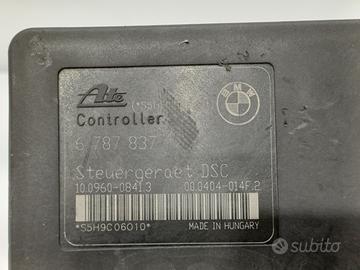 Ate
BMW
Controller
6 787 837
Steuergeraet DSC
10.0960-0841.3 00.0404-014F.2
*S5H9C06010* MADE IN HUNGARY
subito